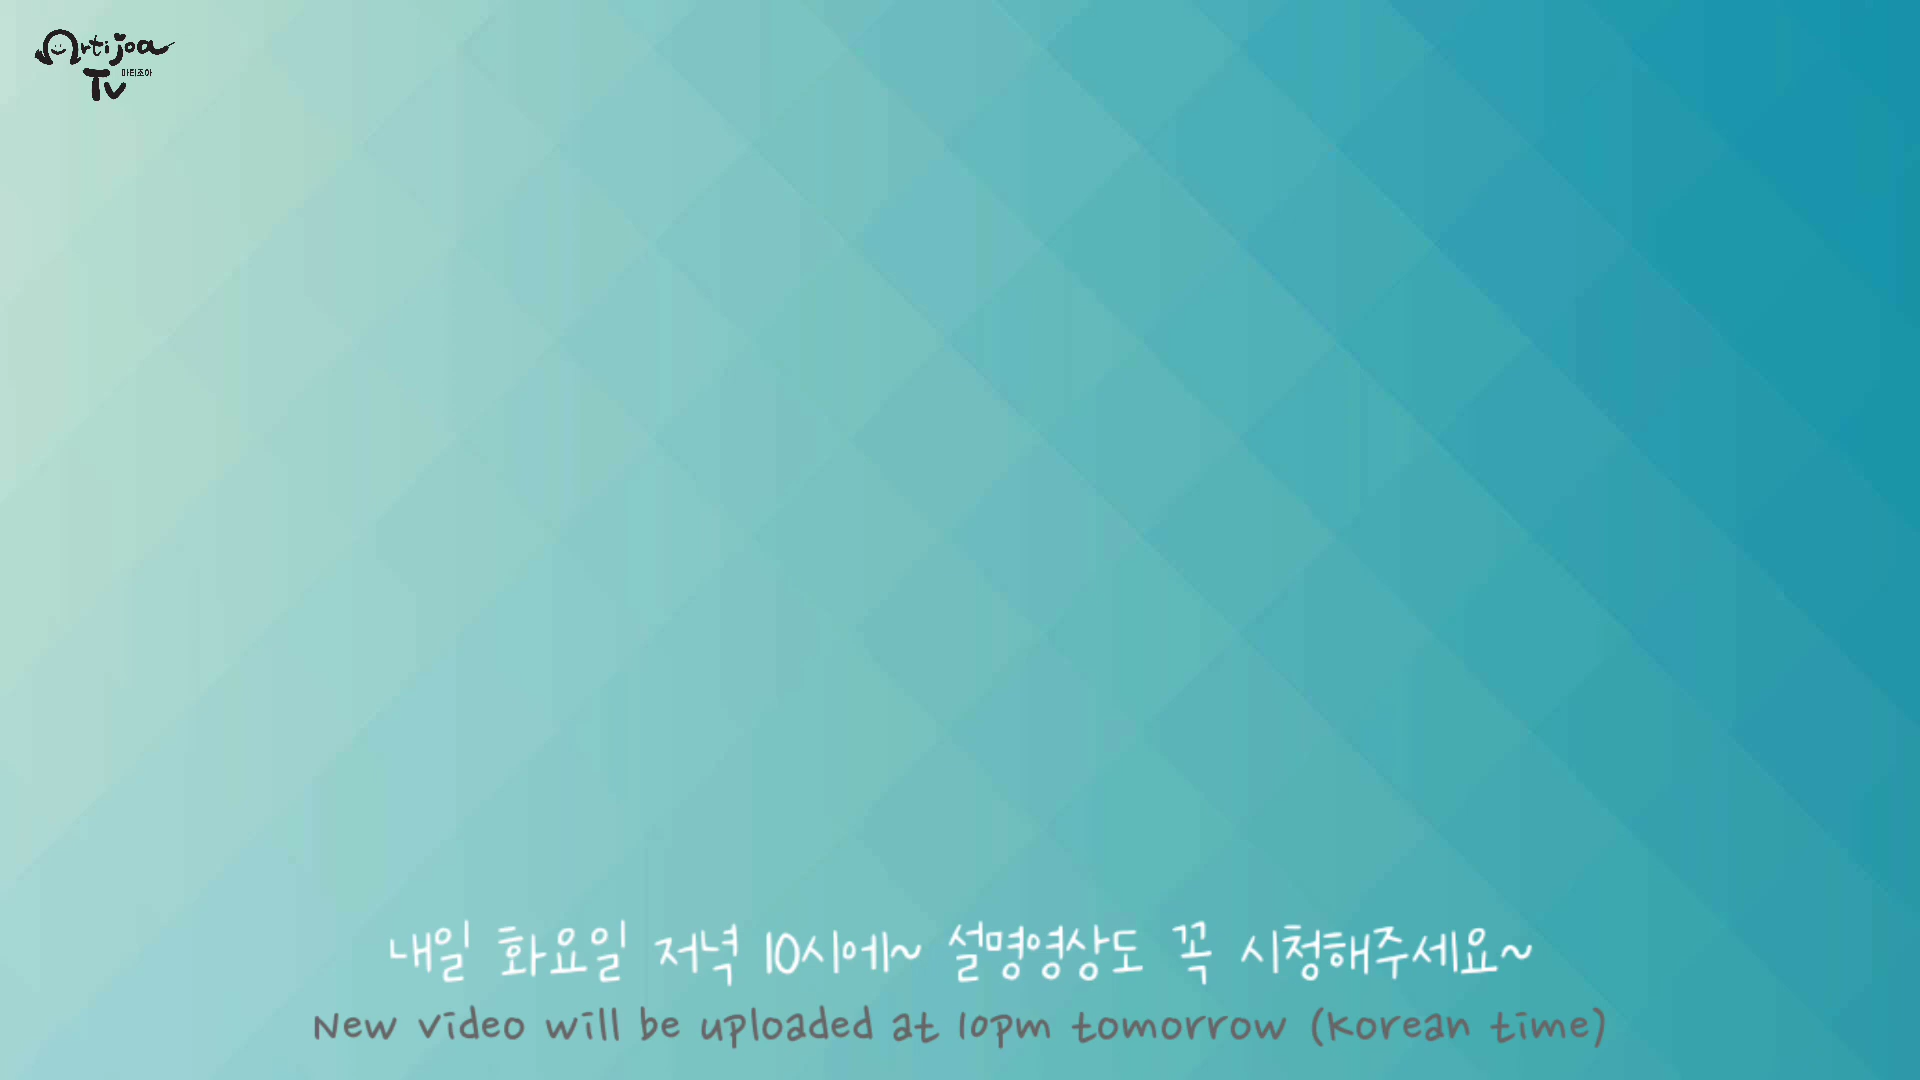 Artijoa
Tv 아티조아
내일 화요일 저녁 10시에~ 설명영상도 꼭 시청해주세요~
New video will be uploaded at 10pm tomorrow (Korean time)